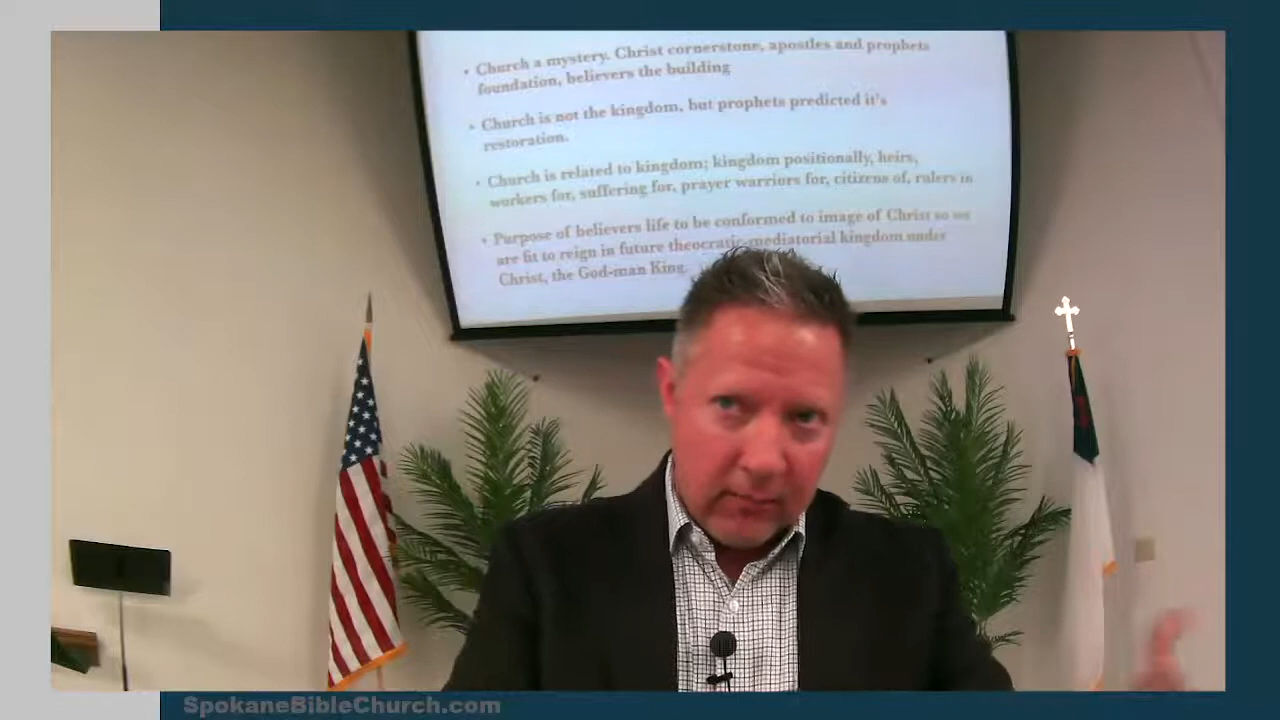 • Church a mystery. Christ cornerstone, apostles and prophets
foundation, believers the building
• Church is not the kingdom, but prophets predicted it's
restoration.
• Church is related to kingdom; kingdom positionally, heirs,
workers for, suffering for, prayer warriors for, citizens of, rulers in
• Purpose of believers life to be conformed to image of Christ so we
are fit to reign in future theocratic-mediatorial kingdom under
Christ, the God-man King.
SpokaneBibleChurch.com